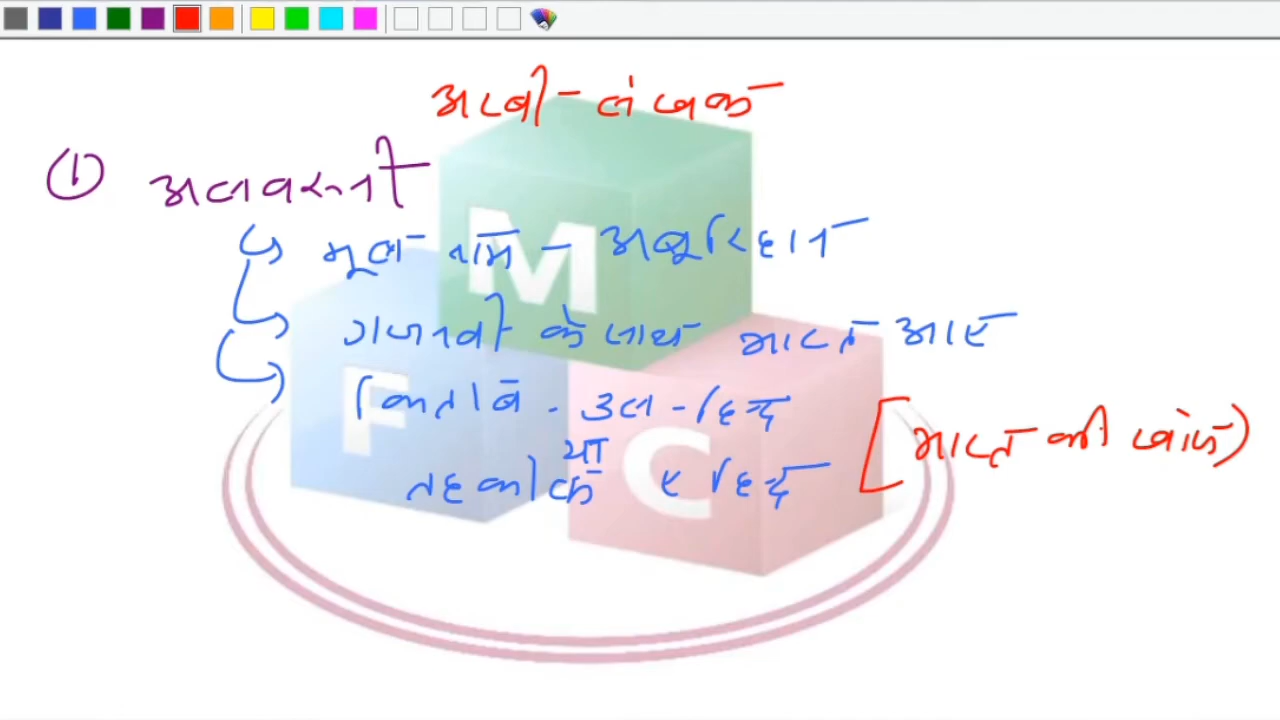 अरबी - लेखक
① अलबरूनी
मूल नाम - अबूरिहान
गजनवी के साथ भारत आए
किताब - उल - हिन्द
या
तहकीक ए हिन्द
[भारत की खोज)
M
F
C